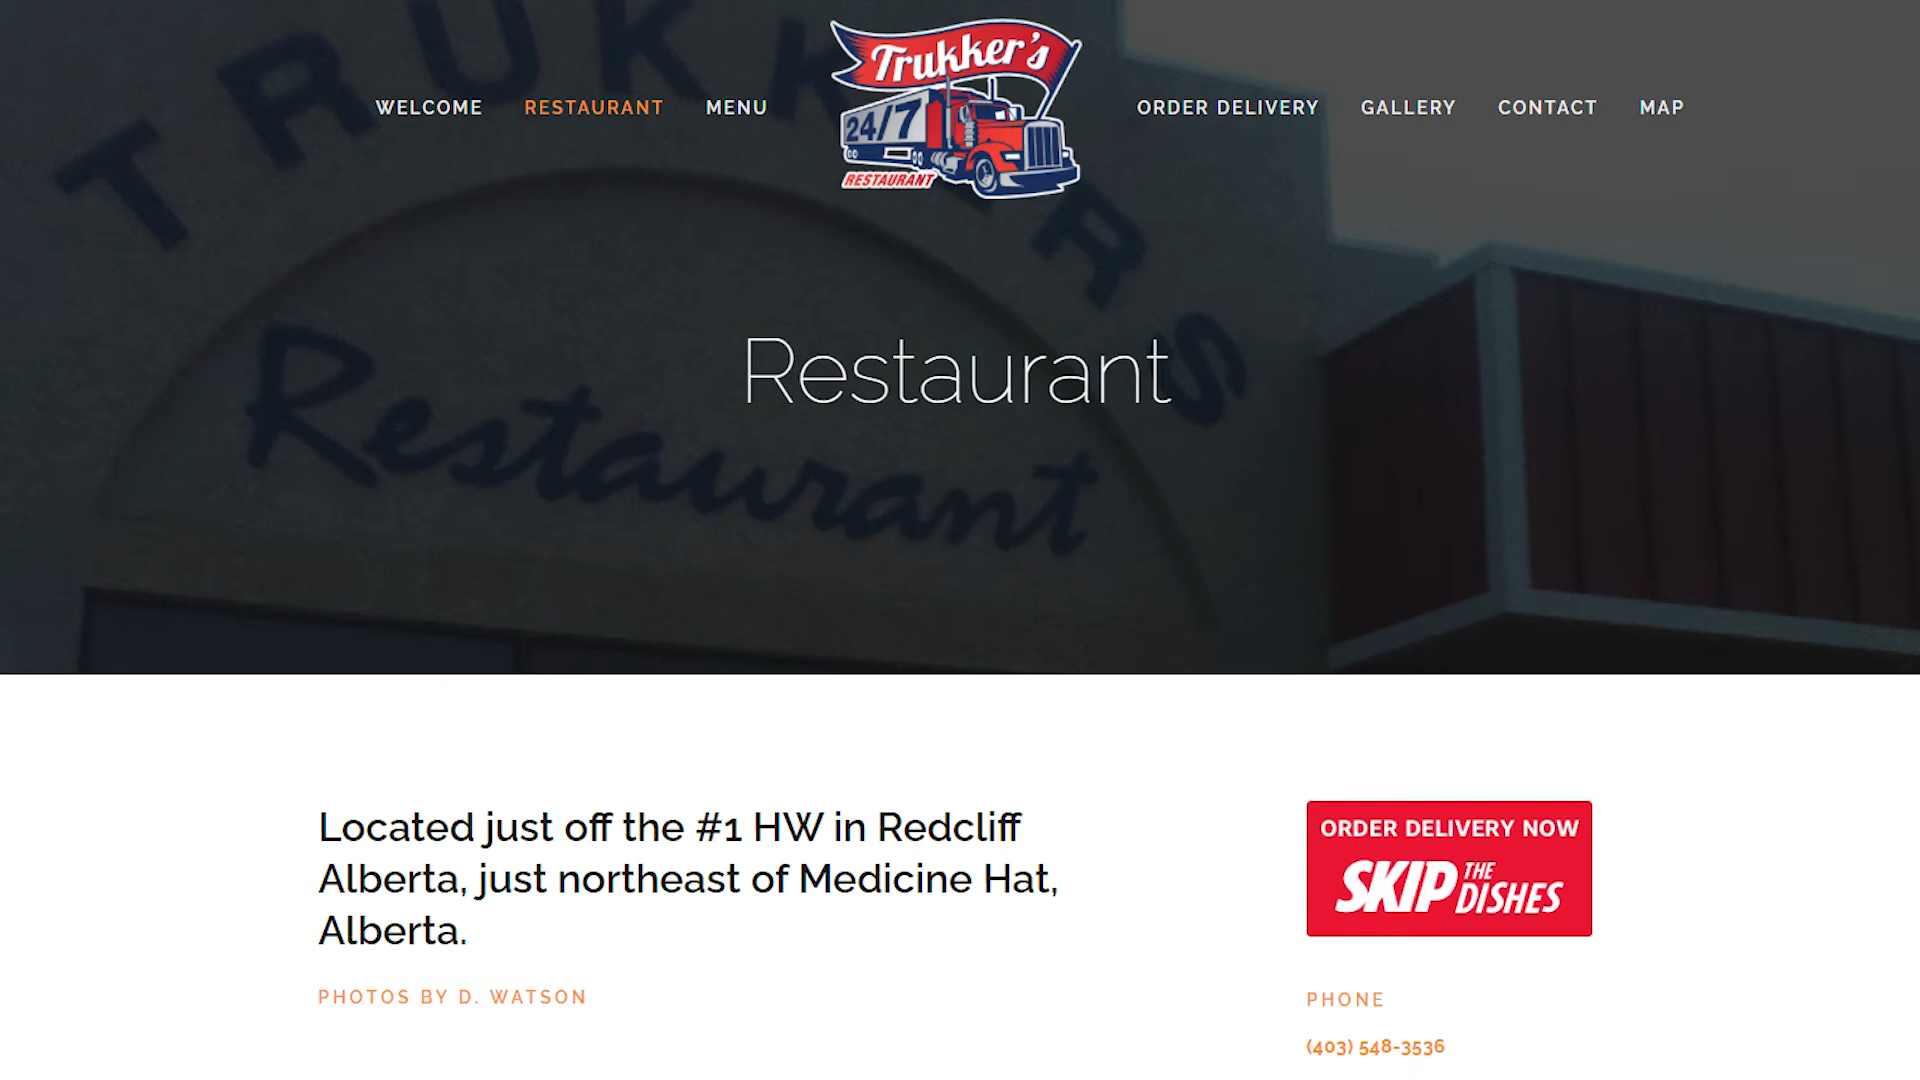 WELCOME
RESTAURANT
MENU
Trukker's
24/7
RESTAURANT
ORDER DELIVERY
GALLERY
CONTACT
MAP
TRUKKERS
Restaurant
Restaurant
Located just off the #1 HW in Redcliff
Alberta, just northeast of Medicine Hat,
Alberta.
PHOTOS BY D. WATSON
ORDER DELIVERY NOW
SKIP THE DISHES
PHONE
(403) 548-3536